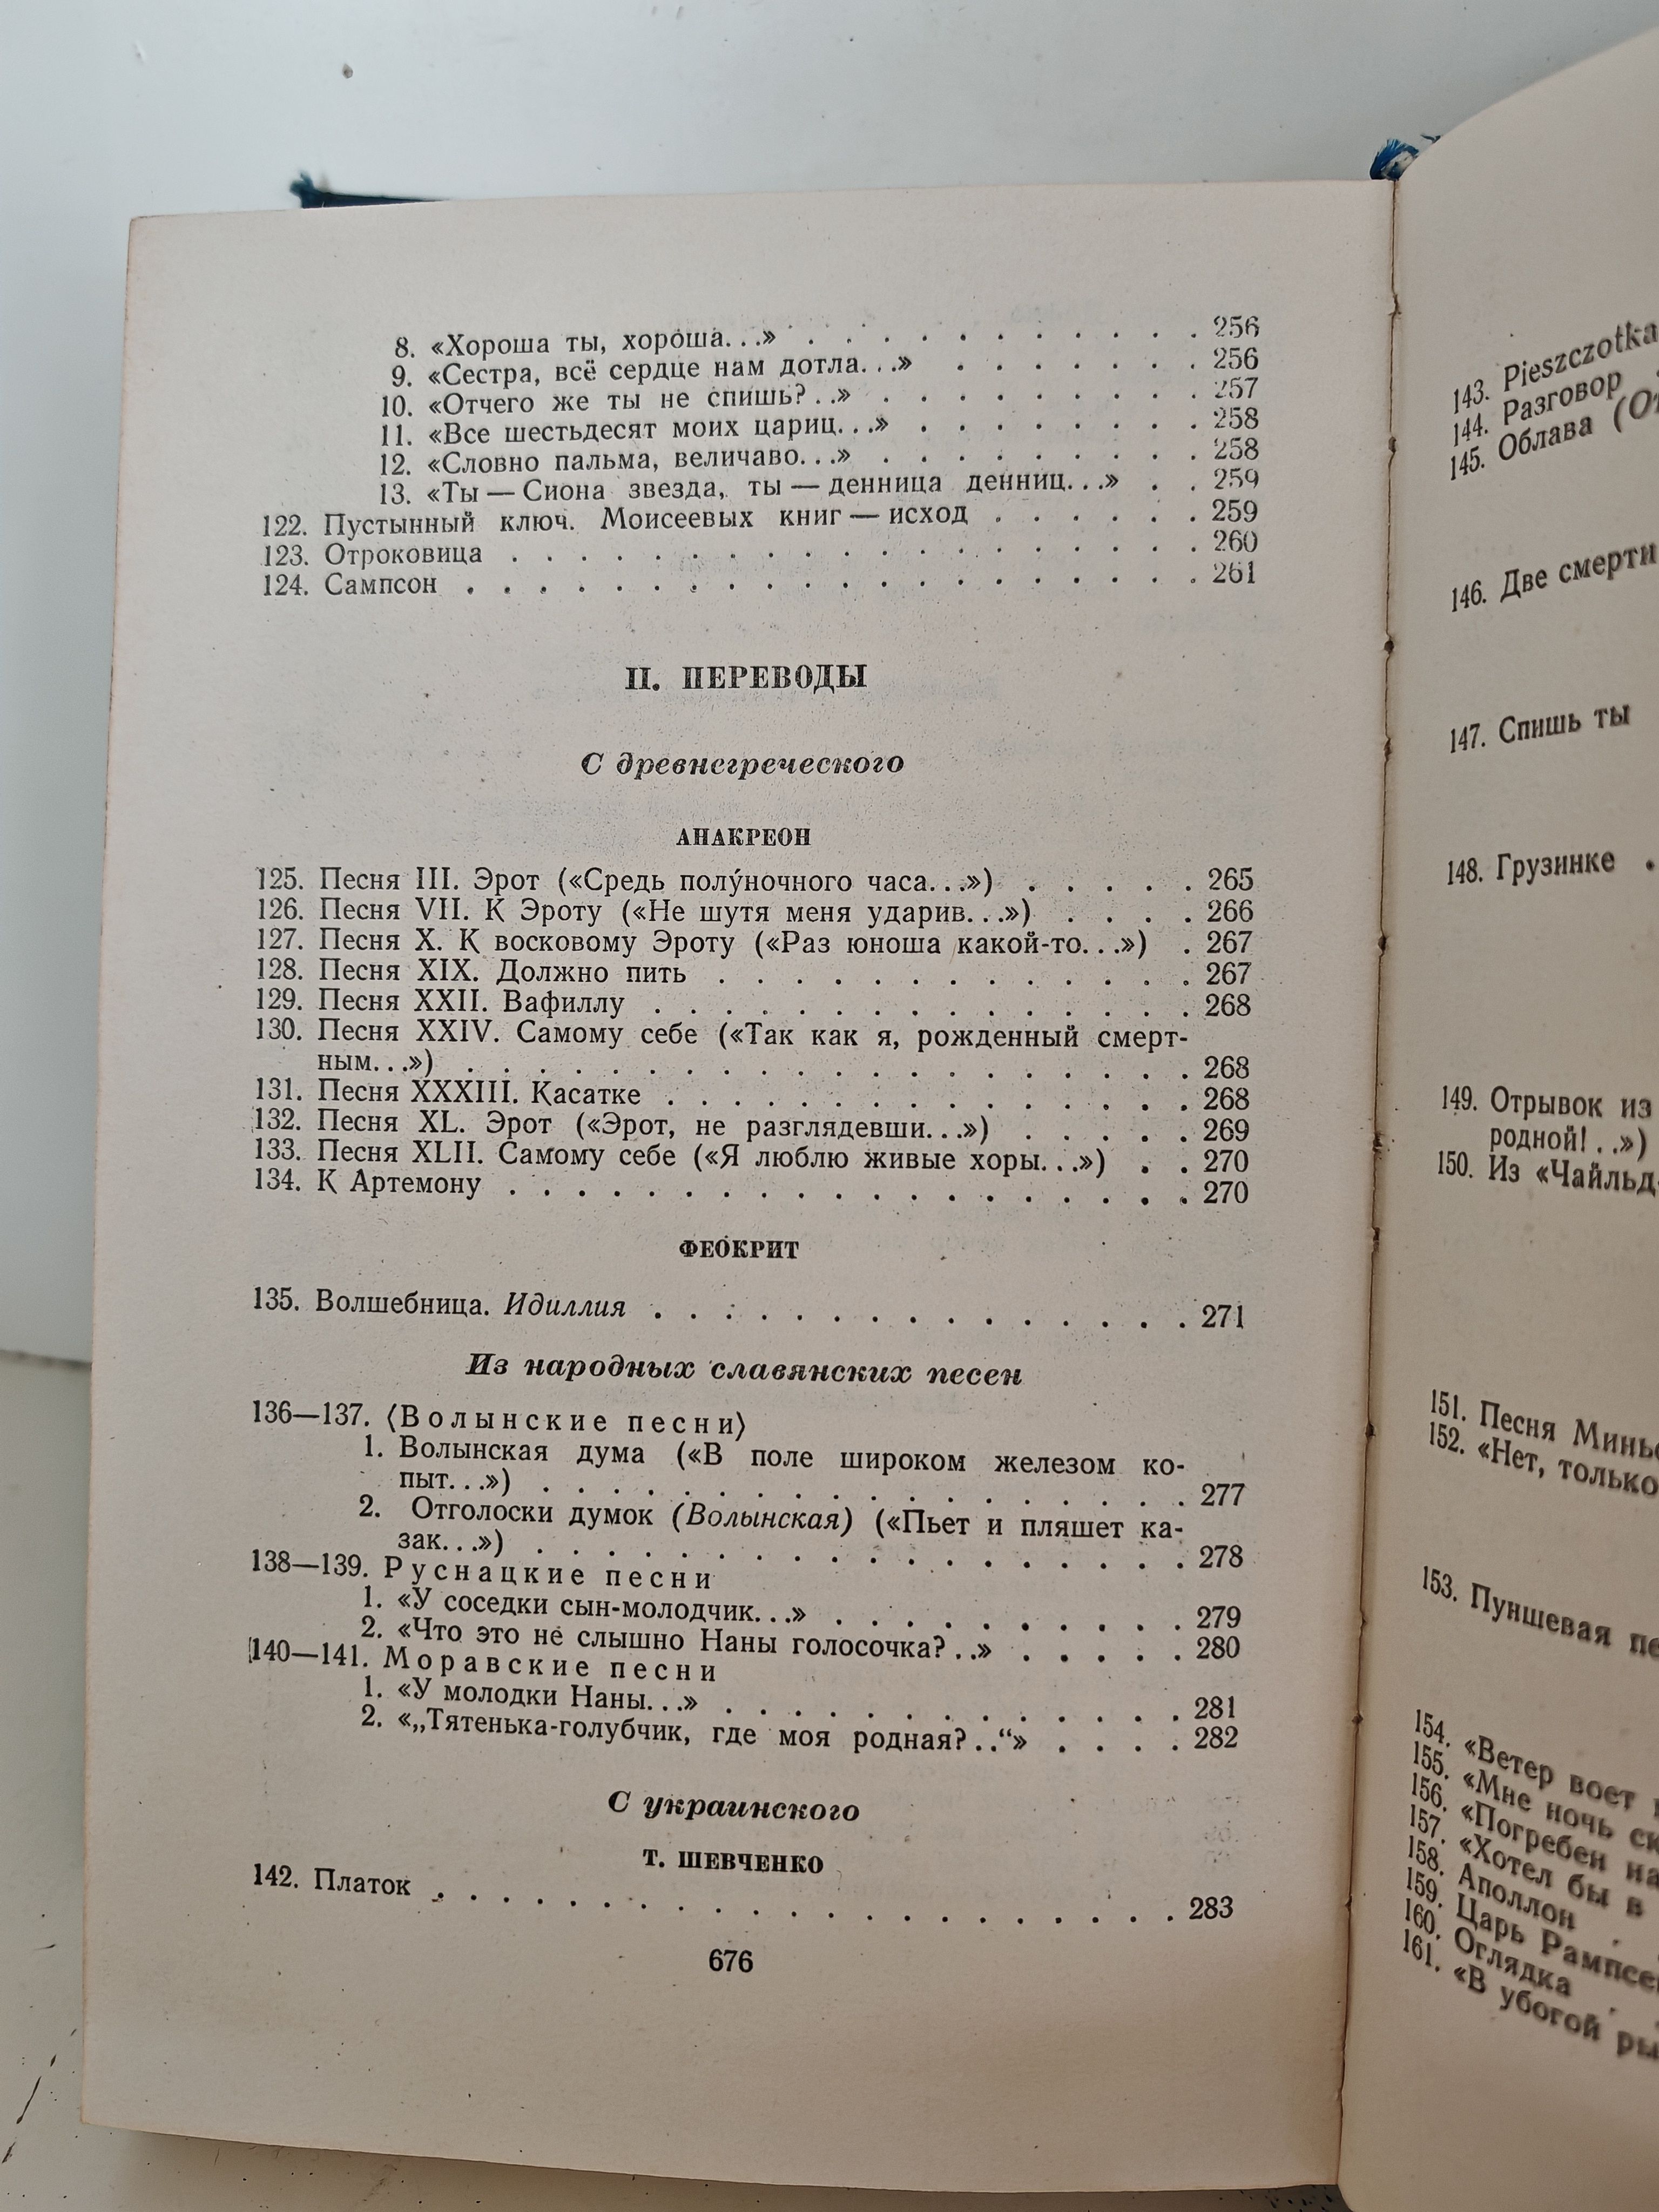 8. «Хороша ты, хороша...» . . . . . . . . . . . 256
9. «Сестра, всё сердце нам дотла...» . . . . . . . 256
10. «Отчего же ты не спишь?..» . . . . . . . . . 257
11. «Все шестьдесят моих цариц...» . . . . . . . . 258
12. «Словно пальма, величаво...» . . . . . . . . . 258
13. «Ты — Сиона звезда, ты — денница денниц...» . . 259
122. Пустынный ключ. Моисеевых книг — исход . . . . . . 259
123. Отроковица . . . . . . . . . . . . . . . . . . . 260
124. Сампсон . . . . . . . . . . . . . . . . . . . . 261
II. ПЕРЕВОДЫ
С древнегреческого
АНАКРЕОН
125. Песня III. Эрот («Средь полу́ночного часа...») . . . . . 265
126. Песня VII. К Эроту («Не шутя меня ударив...») . . . . 266
127. Песня X. К восковому Эроту («Раз юноша какой-то...») . 267
128. Песня XIX. Должно пить . . . . . . . . . . . . . 267
129. Песня XXII. Вафиллу . . . . . . . . . . . . . . . 268
130. Песня XXIV. Самому себе («Так как я, рожденный смерт-
ным...») . . . . . . . . . . . . . . . . . . . . 268
131. Песня XXXIII. Касатке . . . . . . . . . . . . . . 268
132. Песня XL. Эрот («Эрот, не разглядевши...») . . . . . 269
133. Песня XLII. Самому себе («Я люблю живые хоры...») . . 270
134. К Артемону . . . . . . . . . . . . . . . . . . . 270
ФЕОКРИТ
135. Волшебница. Идиллия . . . . . . . . . . . . . . . 271
Из народных славянских песен
136—137. ⟨Волынские песни⟩
1. Волынская дума («В поле широком железом ко-
пыт...») . . . . . . . . . . . . . . . . . . 277
2. Отголоски думок (Волынская) («Пьет и пляшет ка-
зак...») . . . . . . . . . . . . . . . . . . 278
138—139. Руснацкие песни
1. «У соседки сын-молодчик...» . . . . . . . . . . 279
2. «Что это не слышно Наны голосочка?..» . . . . . 280
140—141. Моравские песни
1. «У молодки Наны...» . . . . . . . . . . . . . 281
2. «„Тятенька-голубчик, где моя родная?..“» . . . . 282
С украинского
Т. ШЕВЧЕНКО
142. Платок . . . . . . . . . . . . . . . . . . . . . 283
676
143. Pieszczotka
144. Разговор
145. Облава
146. Две смерти
147. Спишь ты
148. Грузинке .
149. Отрывок из
родной!..»)
150. Из «Чайльд-
151. Песня
152. «Нет, только
153. Пуншевая
154. «Ветер воет
155. «Мне ночь
156. «Погребен
157. «Хотел бы в
158. Аполлон .
159. Царь
160. Оглядка .
161. «В убогой